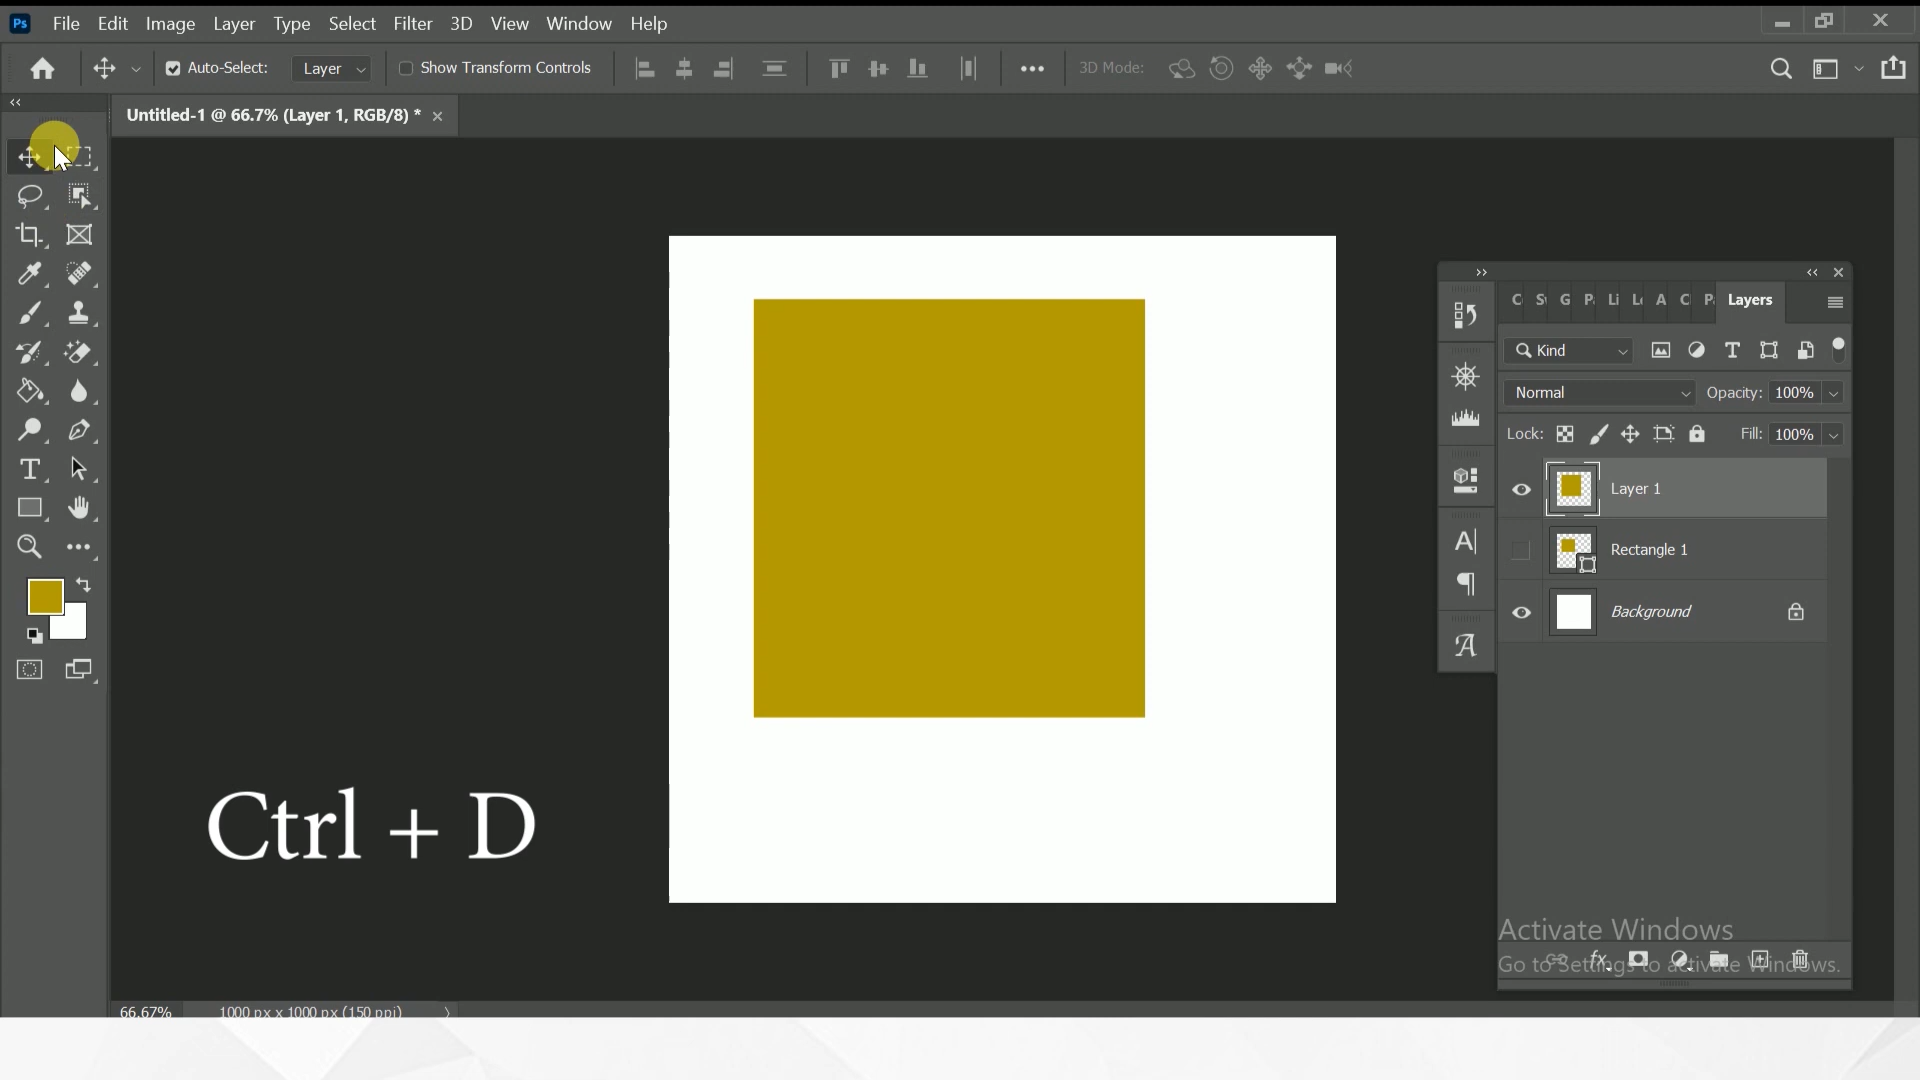 Ps File Edit Image Layer Type Select Filter 3D View Window Help
Auto-Select: Layer Show Transform Controls 3D Mode:
Untitled-1 @ 66.7% (Layer 1, RGB/8) *
Layers
Kind
Normal Opacity: 100%
Lock: Fill: 100%
Layer 1
Rectangle 1
Background
Ctrl + D
Activate Windows
Go to Settings to activate Windows.
66.67% 1000 px x 1000 px (150 ppi)